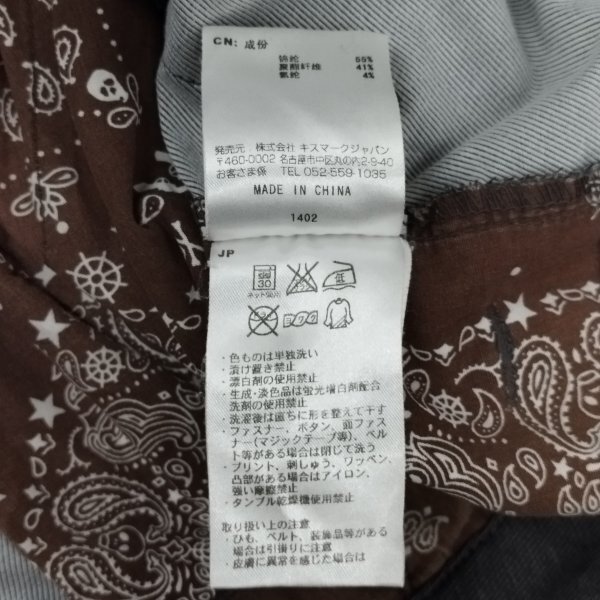 CN: 成份
锦纶 55%
聚酯纤维 41%
氨纶 4%
発売元．株式会社 キスマークジャパン
〒460-0002 名古屋市中区丸の内2-9-40
お客さま係 TEL 052-559-1035
MADE IN CHINA
1402
JP
30
ネット使用
低
・色ものは単独洗い
・漬け置き禁止
・漂白剤の使用禁止
・生成・淡色品は蛍光増白剤配合
洗剤の使用禁止
・洗濯後は直ちに形を整えて干す
・ファスナー、ボタン、面ファス
ナー(マジックテープ等)、ベル
ト等がある場合は閉じて洗う
・プリント、刺しゅう、ワッペン、
凸部がある場合はアイロン、
強い摩擦禁止
・タンブル乾燥機使用禁止
取り扱い上の注意
・ひも、ベルト、装飾品等がある
場合は引掛りに注意
・皮膚に異常を感じた場合は